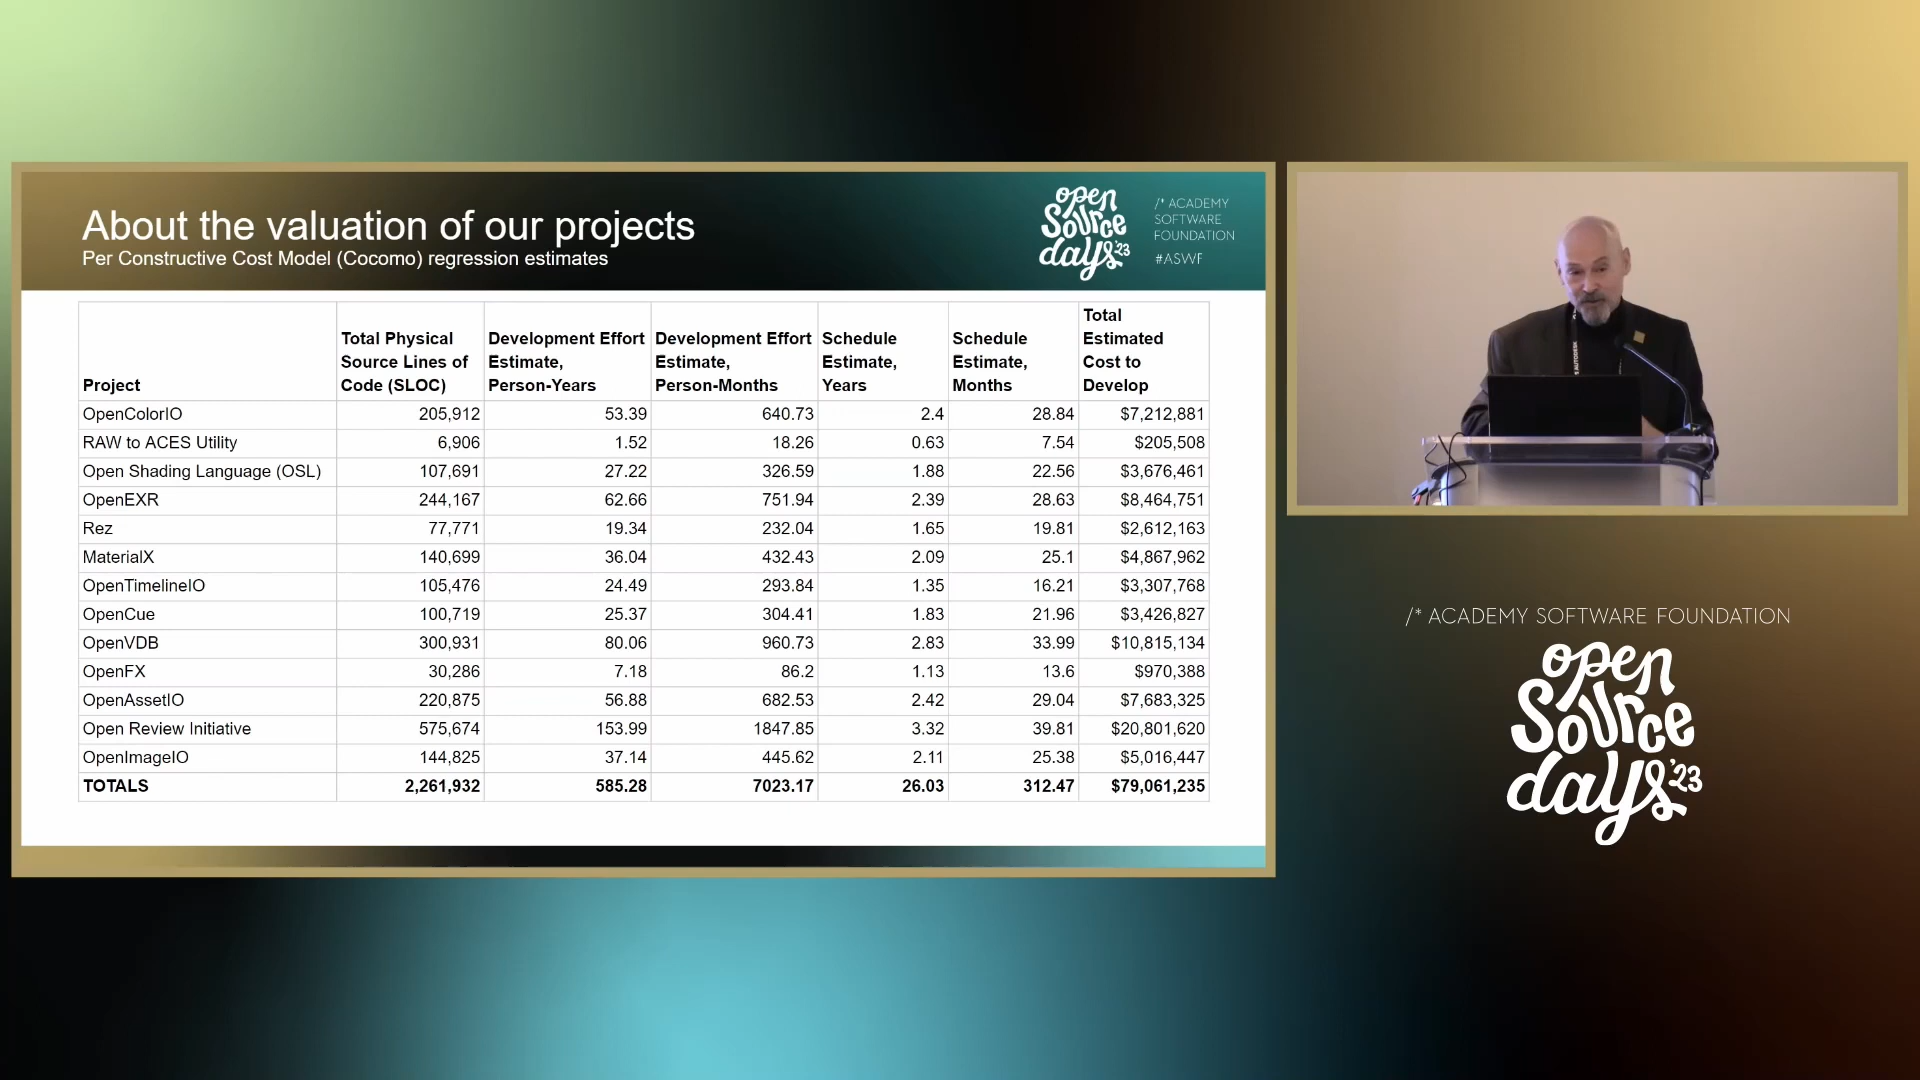 About the valuation of our projects
Per Constructive Cost Model (Cocomo) regression estimates
open
Source
days '23
/* ACADEMY
SOFTWARE
FOUNDATION
#ASWF
Project Total Physical Source Lines of Code (SLOC) Development Effort Estimate, Person-Years Development Effort Estimate, Person-Months Schedule Estimate, Years Schedule Estimate, Months Total Estimated Cost to Develop
OpenColorIO 205,912 53.39 640.73 2.4 28.84 $7,212,881
RAW to ACES Utility 6,906 1.52 18.26 0.63 7.54 $205,508
Open Shading Language (OSL) 107,691 27.22 326.59 1.88 22.56 $3,676,461
OpenEXR 244,167 62.66 751.94 2.39 28.63 $8,464,751
Rez 77,771 19.34 232.04 1.65 19.81 $2,612,163
MaterialX 140,699 36.04 432.43 2.09 25.1 $4,867,962
OpenTimelineIO 105,476 24.49 293.84 1.35 16.21 $3,307,768
OpenCue 100,719 25.37 304.41 1.83 21.96 $3,426,827
OpenVDB 300,931 80.06 960.73 2.83 33.99 $10,815,134
OpenFX 30,286 7.18 86.2 1.13 13.6 $970,388
OpenAssetIO 220,875 56.88 682.53 2.42 29.04 $7,683,325
Open Review Initiative 575,674 153.99 1847.85 3.32 39.81 $20,801,620
OpenImageIO 144,825 37.14 445.62 2.11 25.38 $5,016,447
TOTALS 2,261,932 585.28 7023.17 26.03 312.47 $79,061,235
AUTODESK
/* ACADEMY SOFTWARE FOUNDATION
open
Source
days '23